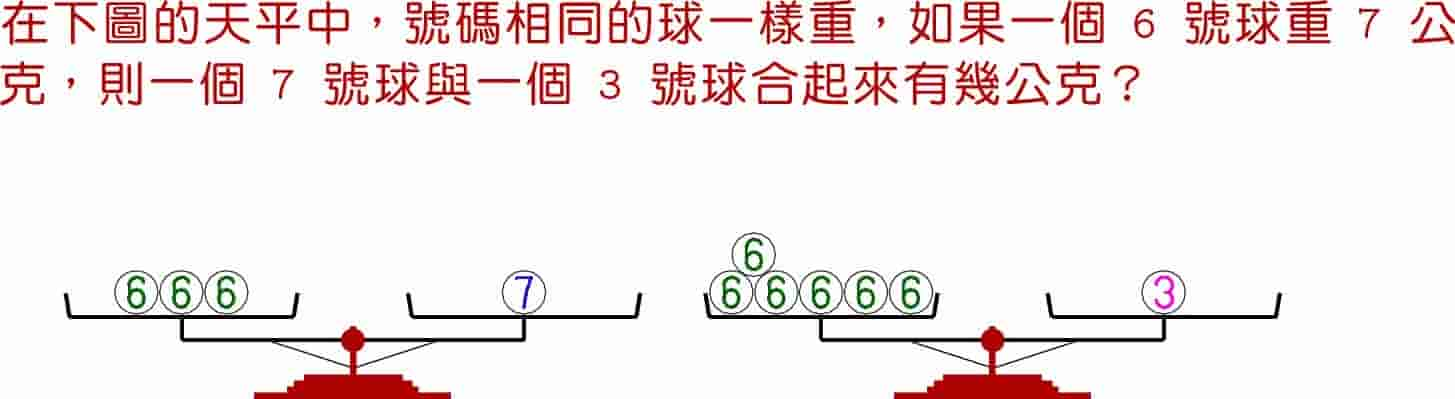 在下圖的天平中，號碼相同的球一樣重，如果一個 6 號球重 7 公
克，則一個 7 號球與一個 3 號球合起來有幾公克？
6
6 6 6 7 6 6 6 6 6 3